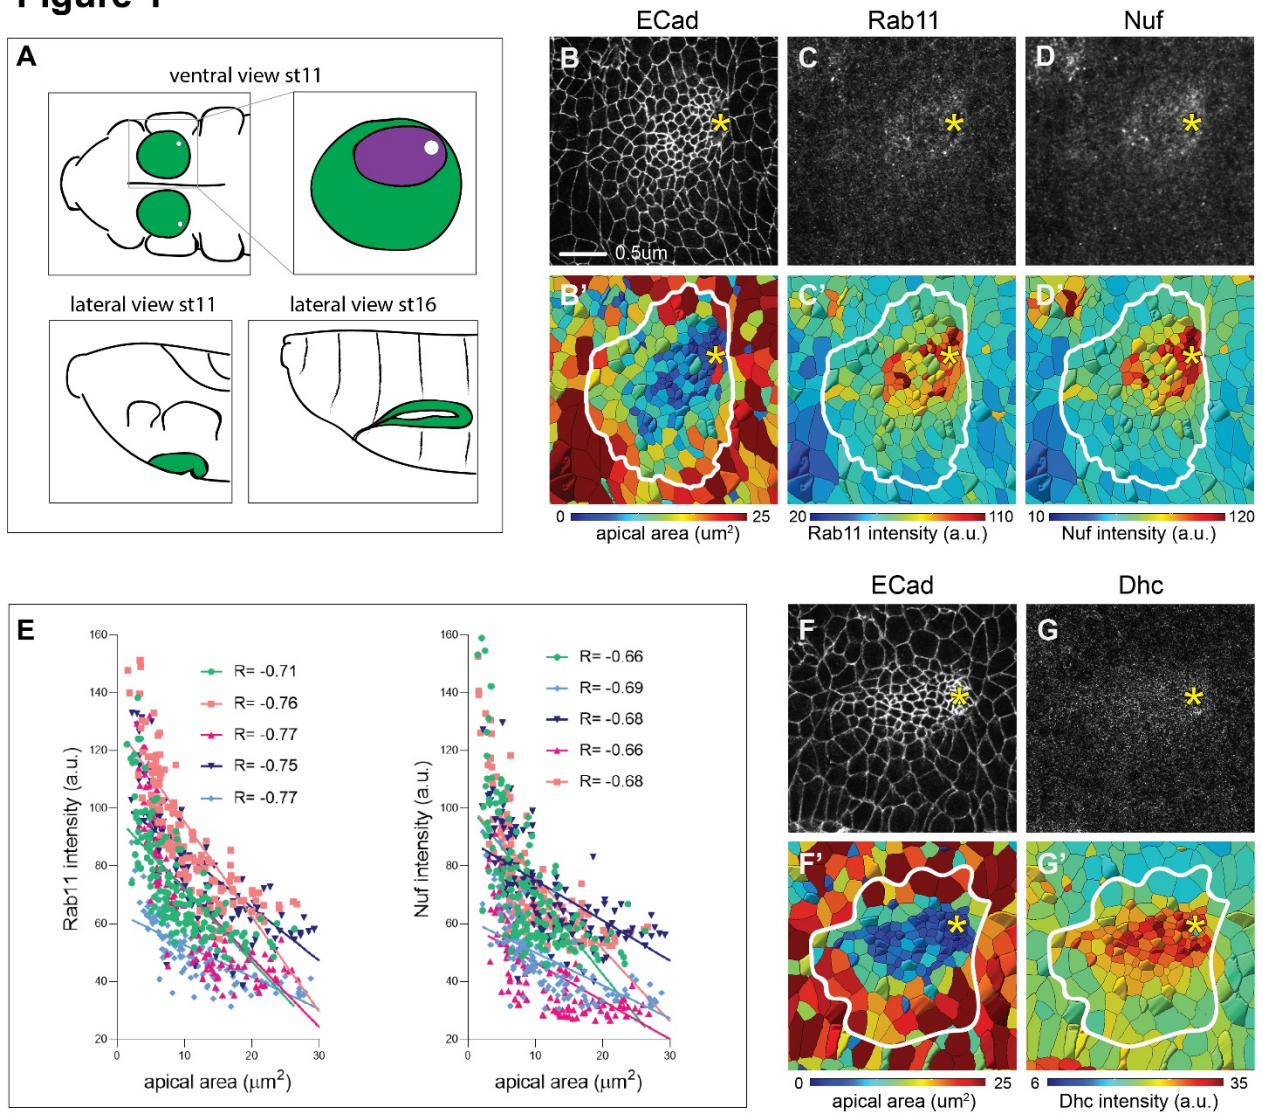 Figure 1
A
ventral view st11
lateral view st11
lateral view st16
ECad
Rab11
Nuf
B
C
D
*
*
*
0.5um
B'
C'
D'
*
*
*
0 25
apical area (um²)
20 110
Rab11 intensity (a.u.)
10 120
Nuf intensity (a.u.)
E
160
140
120
100
80
60
40
20
0 10 20 30
Rab11 intensity (a.u.)
apical area (μm²)
R= -0.71
R= -0.76
R= -0.77
R= -0.75
R= -0.77
160
140
120
100
80
60
40
20
0 10 20 30
Nuf intensity (a.u.)
apical area (μm²)
R= -0.66
R= -0.69
R= -0.68
R= -0.66
R= -0.68
ECad
Dhc
F
G
*
*
F'
G'
*
*
0 25
apical area (um²)
6 35
Dhc intensity (a.u.)